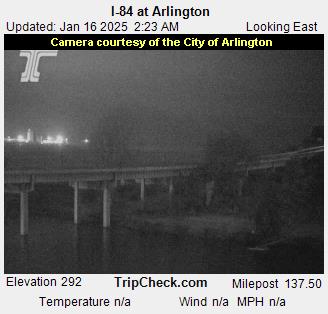 I-84 at Arlington
Updated: Jan 16 2025 2:23 AM Looking East
Camera courtesy of the City of Arlington
Elevation 292 TripCheck.com Milepost 137.50
Temperature n/a Wind n/a MPH n/a